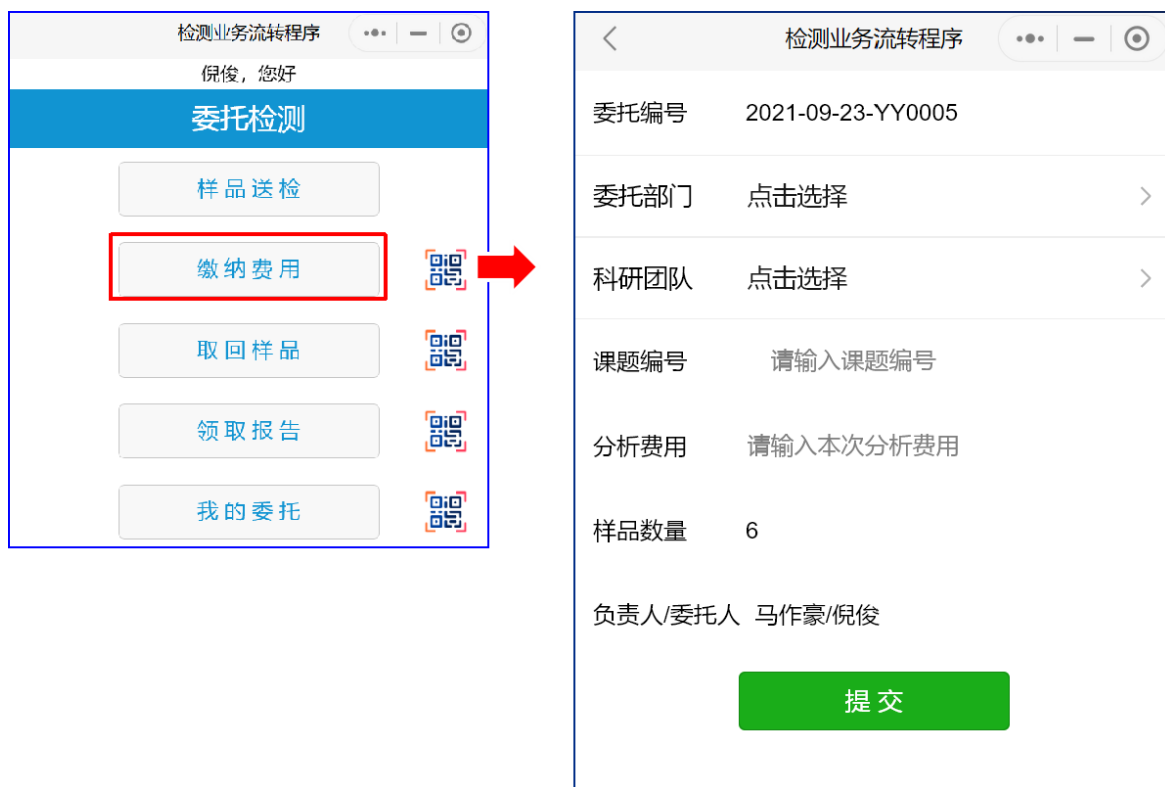 检测业务流转程序
倪俊，您好
委托检测
样品送检
缴纳费用
取回样品
领取报告
我的委托
检测业务流转程序
委托编号 2021-09-23-YY0005
委托部门 点击选择
科研团队 点击选择
课题编号 请输入课题编号
分析费用 请输入本次分析费用
样品数量 6
负责人/委托人 马作豪/倪俊
提交